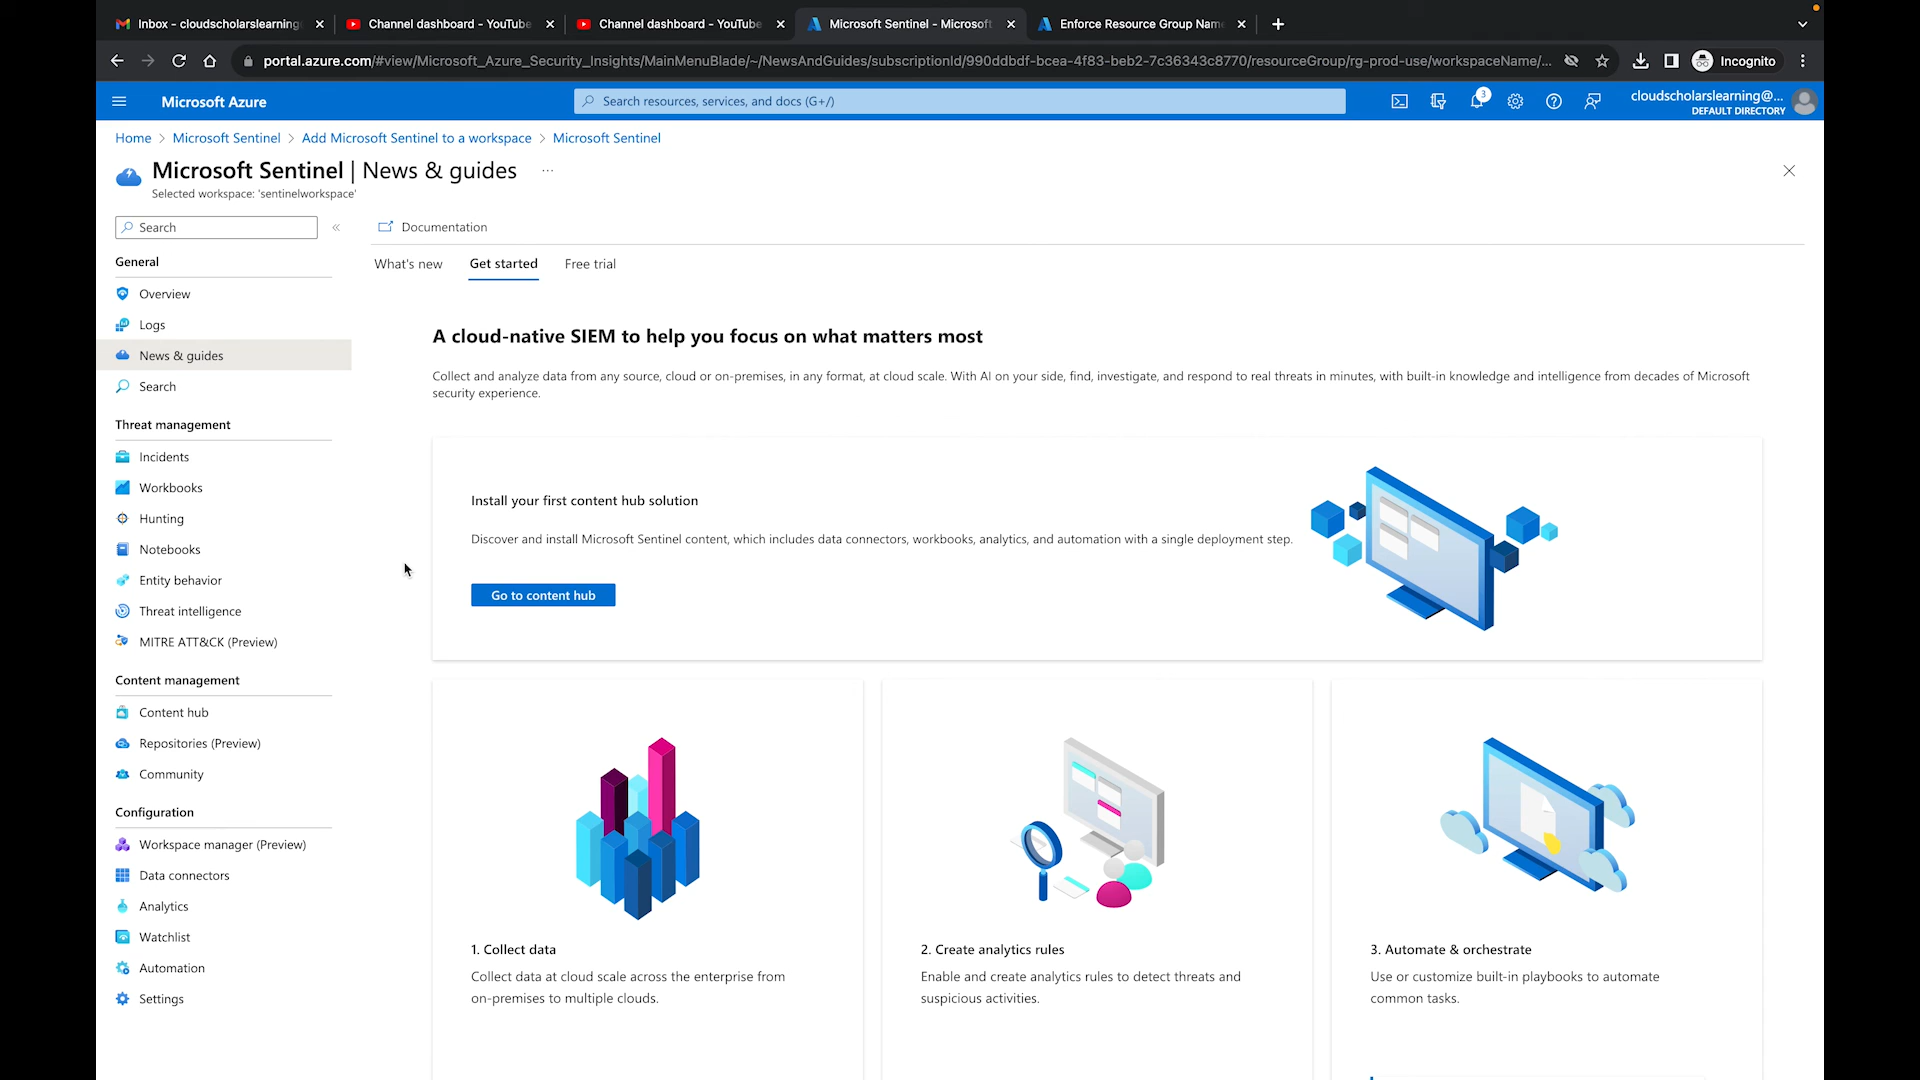 Inbox - cloudscholarslearning
Channel dashboard - YouTube
Channel dashboard - YouTube
Microsoft Sentinel - Microsoft
Enforce Resource Group Name
portal.azure.com/#view/Microsoft_Azure_Security_Insights/MainMenuBlade/~/NewsAndGuides/subscriptionId/990ddbdf-bcea-4f83-beb2-7c36343c8770/resourceGroup/rg-prod-use/workspaceName/...
Incognito
Microsoft Azure
Search resources, services, and docs (G+/)
3
cloudscholarslearning@...
DEFAULT DIRECTORY
Home > Microsoft Sentinel > Add Microsoft Sentinel to a workspace > Microsoft Sentinel
Microsoft Sentinel | News & guides ...
Selected workspace: 'sentinelworkspace'
Search
«
Documentation
General
Overview
Logs
News & guides
Search
Threat management
Incidents
Workbooks
Hunting
Notebooks
Entity behavior
Threat intelligence
MITRE ATT&CK (Preview)
Content management
Content hub
Repositories (Preview)
Community
Configuration
Workspace manager (Preview)
Data connectors
Analytics
Watchlist
Automation
Settings
What's new
Get started
Free trial
A cloud-native SIEM to help you focus on what matters most
Collect and analyze data from any source, cloud or on-premises, in any format, at cloud scale. With AI on your side, find, investigate, and respond to real threats in minutes, with built-in knowledge and intelligence from decades of Microsoft
security experience.
Install your first content hub solution
Discover and install Microsoft Sentinel content, which includes data connectors, workbooks, analytics, and automation with a single deployment step.
Go to content hub
1. Collect data
Collect data at cloud scale across the enterprise from
on-premises to multiple clouds.
2. Create analytics rules
Enable and create analytics rules to detect threats and
suspicious activities.
3. Automate & orchestrate
Use or customize built-in playbooks to automate
common tasks.